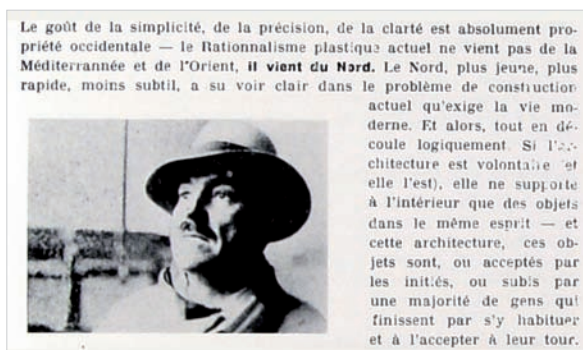 Le goût de la simplicité, de la précision, de la clarté est absolument pro-
priété occidentale — le Rationnalisme plastique actuel ne vient pas de la
Méditerrannée et de l'Orient, il vient du Nord. Le Nord, plus jeune, plus
rapide, moins subtil, a su voir clair dans le problème de construction
actuel qu'exige la vie mo-
derne. Et alors, tout en dé-
coule logiquement. Si l'ar-
chitecture est volontaire (et
elle l'est), elle ne supporte
à l'intérieur que des objets
dans le même esprit — et
cette architecture, ces ob-
jets sont, ou acceptés par
les initiés, ou subis par
une majorité de gens qui
finissent par s'y habituer
et à l'accepter à leur tour.